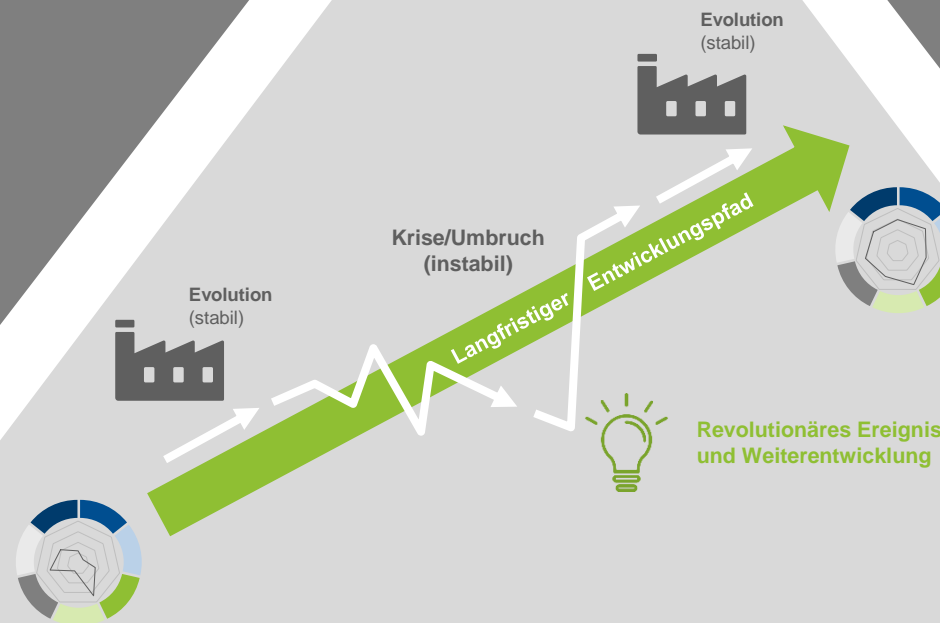 Evolution
(stabil)
Krise/Umbruch
(instabil)
Evolution
(stabil)
Langfristiger Entwicklungspfad
Revolutionäres Ereignis
und Weiterentwicklung